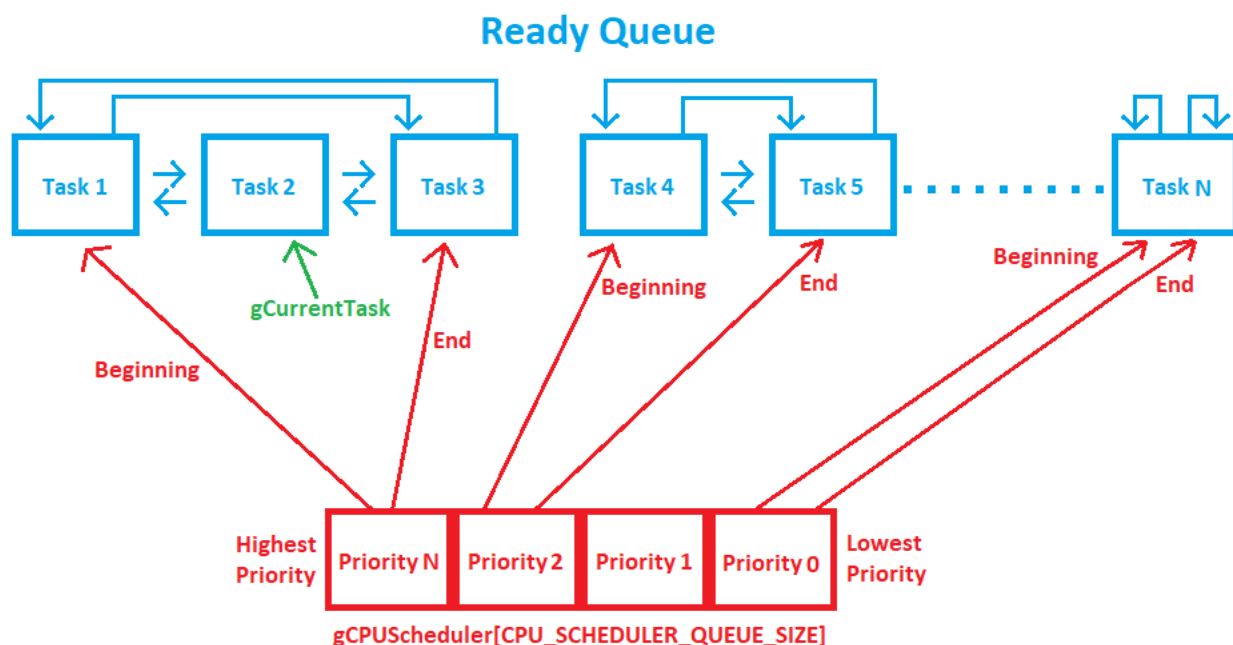 Ready Queue
Task 1
Task 2
Task 3
Task 4
Task 5
Task N
gCurrentTask
Beginning
End
Beginning
End
Beginning
End
Highest
Priority
Priority N
Priority 2
Priority 1
Priority 0
Lowest
Priority
gCPUScheduler[CPU_SCHEDULER_QUEUE_SIZE]